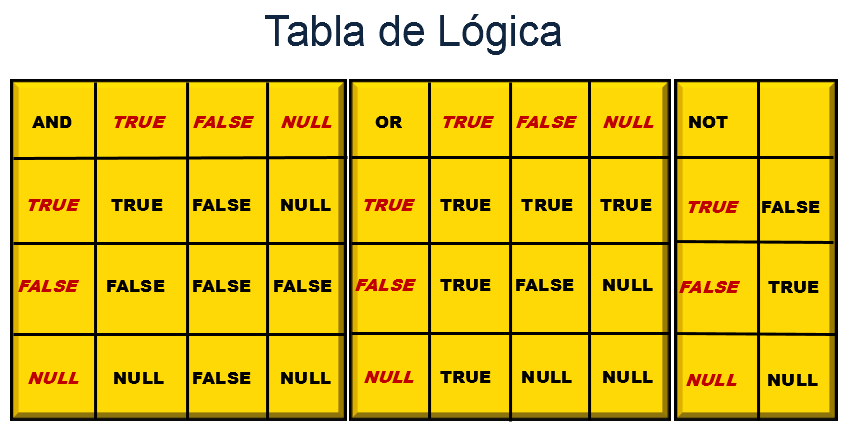 Tabla de Lógica
AND TRUE FALSE NULL OR TRUE FALSE NULL NOT
TRUE TRUE FALSE NULL TRUE TRUE TRUE TRUE TRUE FALSE
FALSE FALSE FALSE FALSE FALSE TRUE FALSE NULL FALSE TRUE
NULL NULL FALSE NULL NULL TRUE NULL NULL NULL NULL